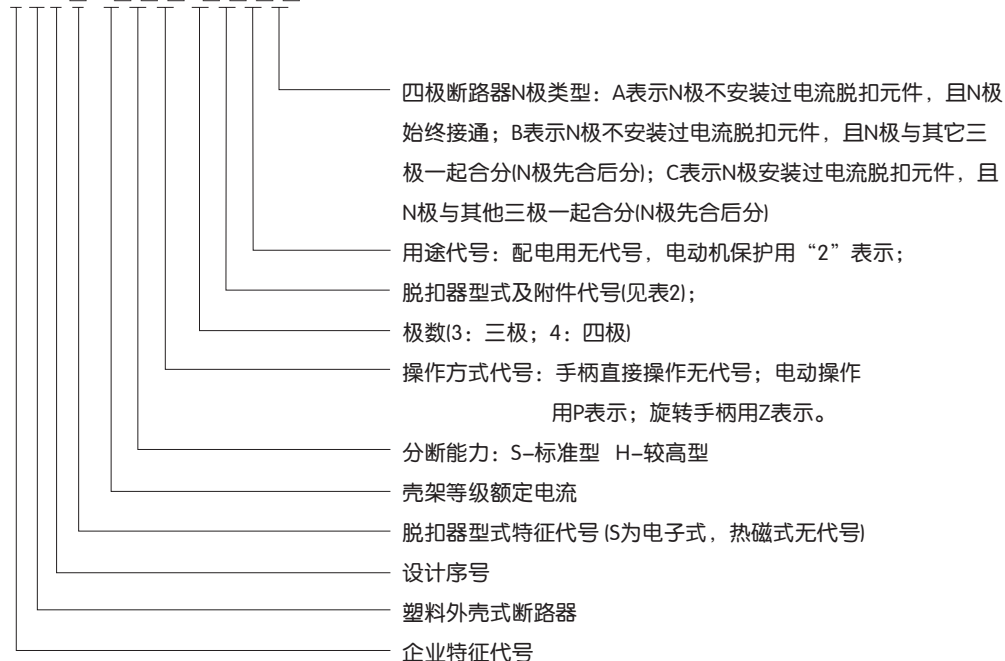 四极断路器N极类型：A表示N极不安装过电流脱扣元件，且N极
始终接通；B表示N极不安装过电流脱扣元件，且N极与其它三
极一起合分(N极先合后分)；C表示N极安装过电流脱扣元件，且
N极与其他三极一起合分(N极先合后分)
用途代号：配电用无代号，电动机保护用“2”表示；
脱扣器型式及附件代号(见表2)；
极数(3：三极；4：四极)
操作方式代号：手柄直接操作无代号；电动操作
用P表示；旋转手柄用Z表示。
分断能力：S-标准型 H-较高型
壳架等级额定电流
脱扣器型式特征代号 (S为电子式，热磁式无代号)
设计序号
塑料外壳式断路器
企业特征代号